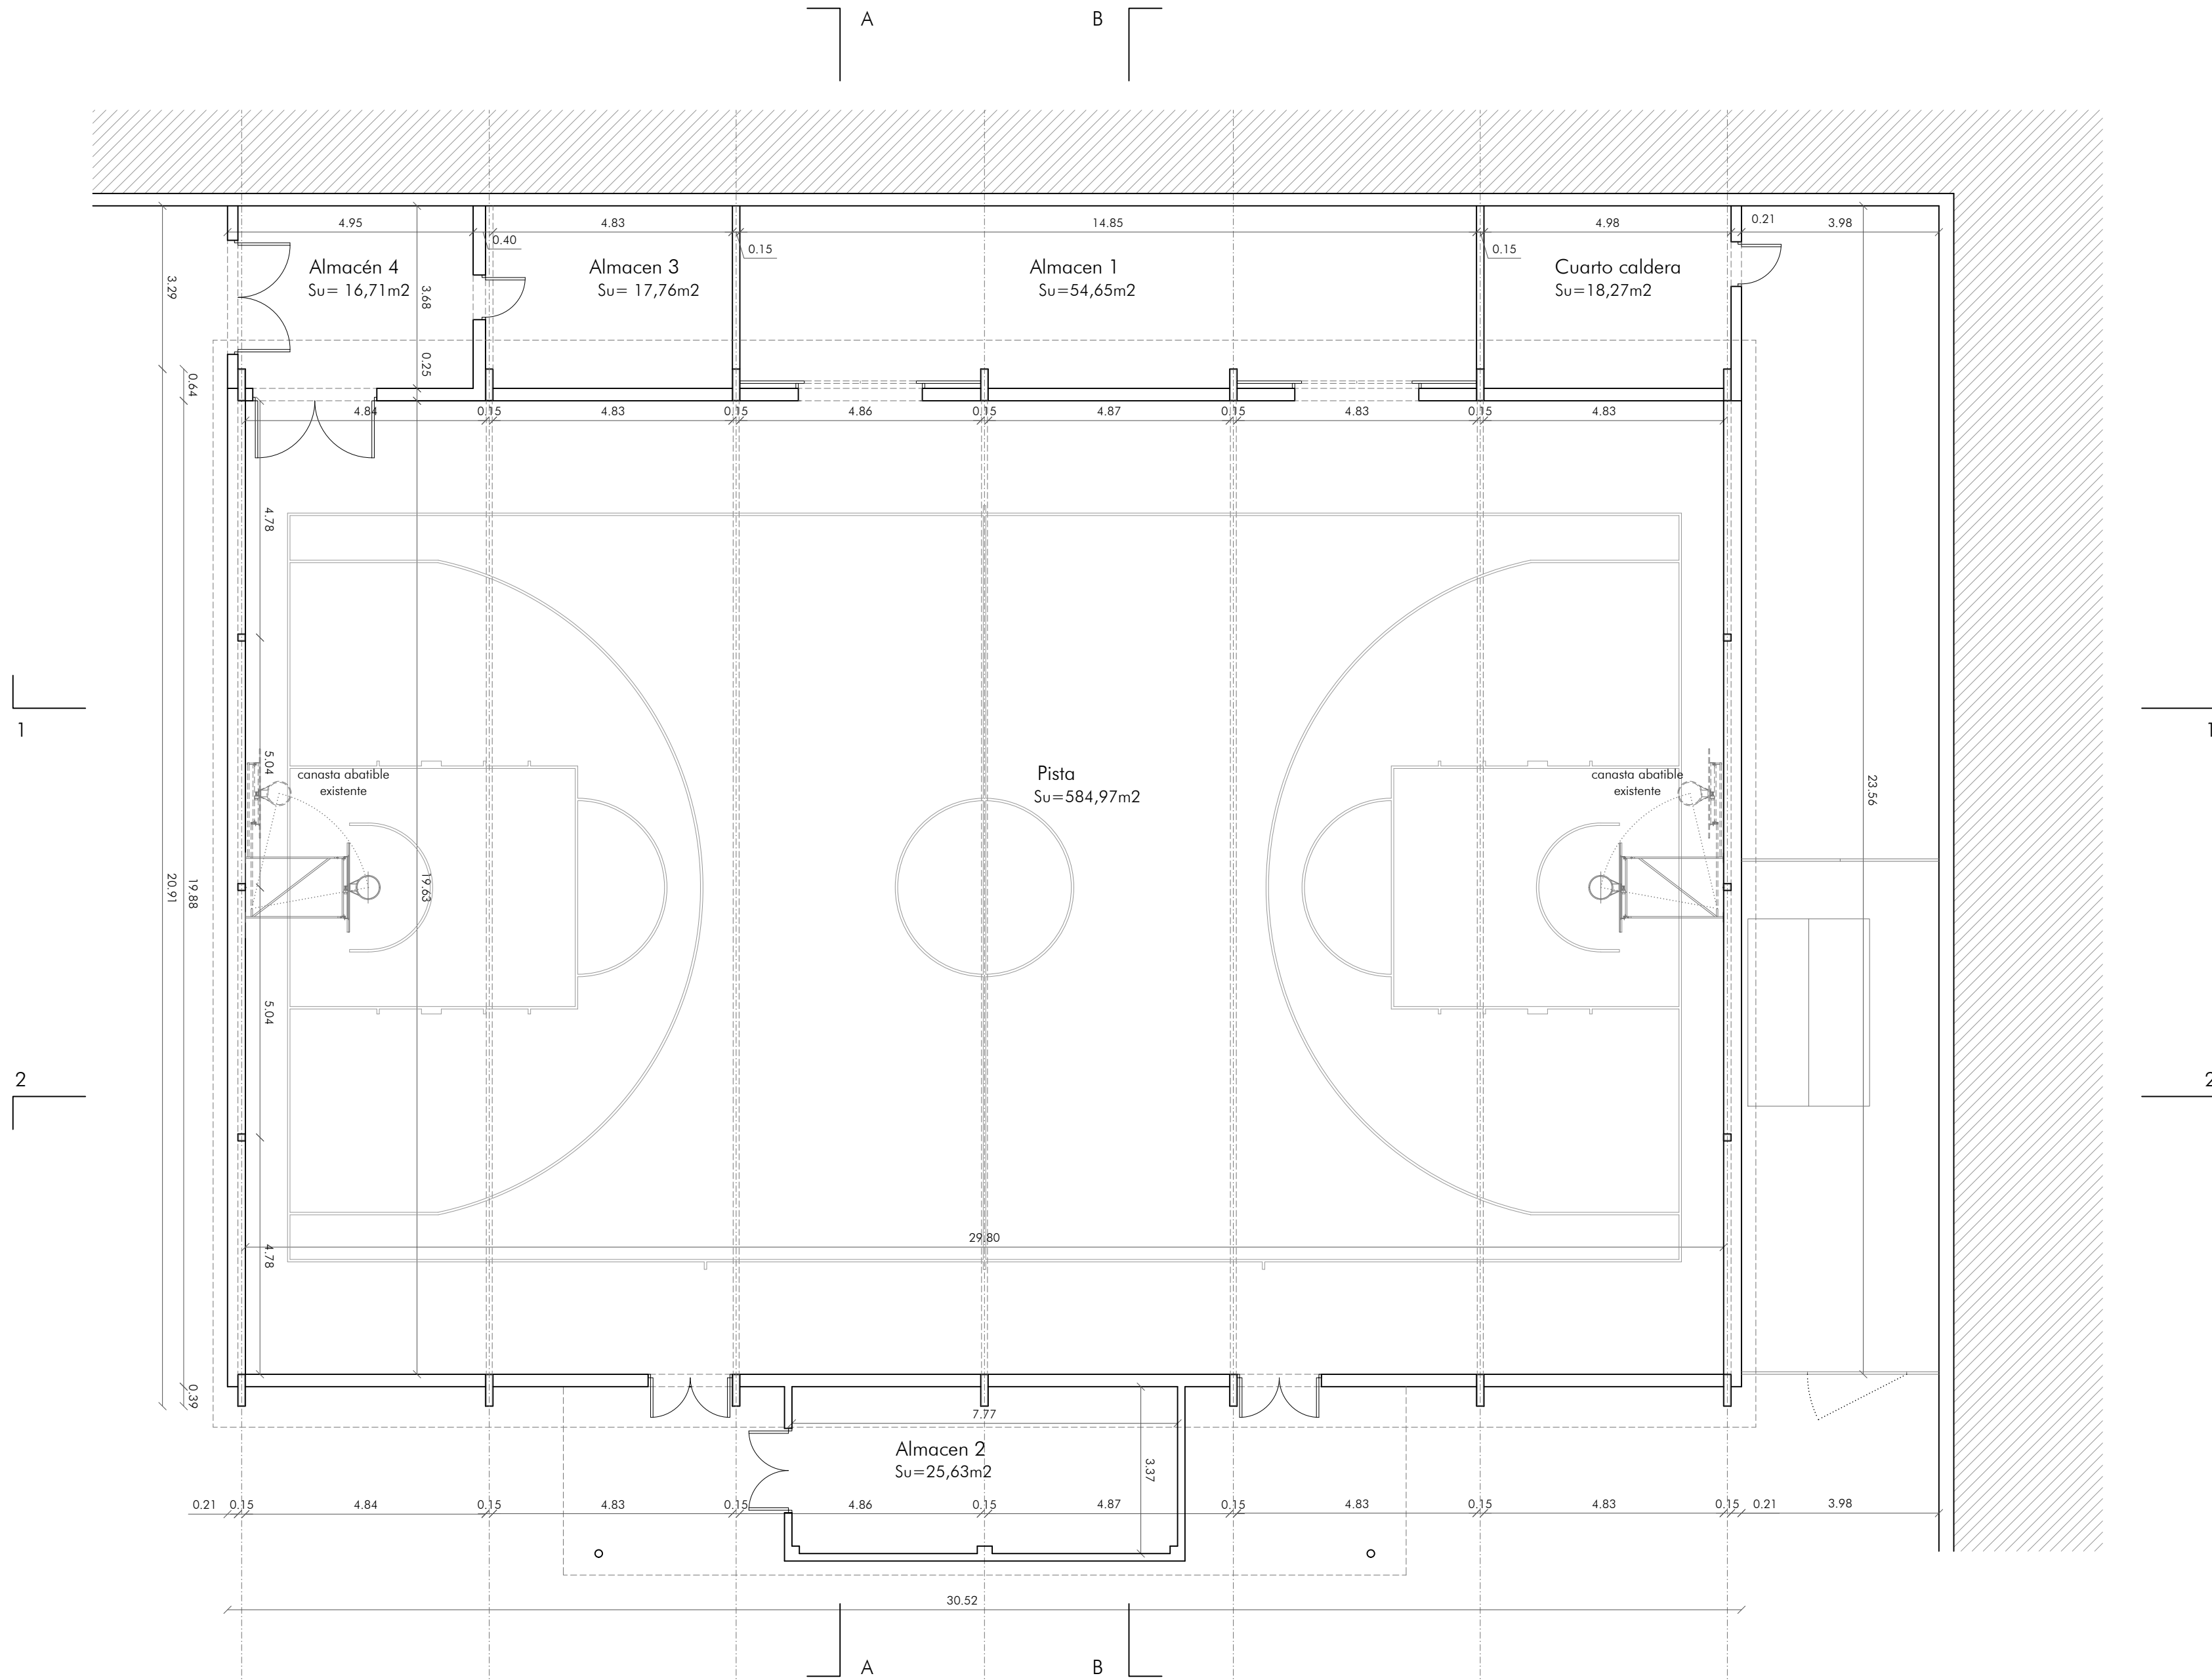 A B
4.95 4.83 14.85 4.98 0.21 3.98
0.40 0.15 0.15
Almacén 4 Almacen 3 Almacen 1 Cuarto caldera
Su= 16,71m2 Su= 17,76m2 Su=54,65m2 Su=18,27m2
3.29 3.68
0.25
0.64
4.84 0.15 4.83 0.15 4.86 0.15 4.87 0.15 4.83 0.15 4.83
4.78
1 1
5.04
canasta abatible canasta abatible
existente existente
Pista
Su=584,97m2
23.56
20.91 19.88 19.63
5.04
2 2
29.80
4.78
0.39
7.77
Almacen 2
Su=25,63m2
3.37
0.21 0.15 4.84 0.15 4.83 0.15 4.86 0.15 4.87 0.15 4.83 0.15 4.83 0.15 0.21 3.98
30.52
A B